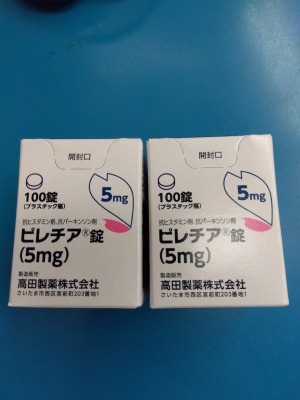 開封口
100錠
(プラスチック瓶)
5mg
抗ヒスタミン剤、抗パーキンソン剤
ピレチア®錠
(5mg)
製造販売
高田製薬株式会社
さいたま市西区宮前町203番地1
開封口
100錠
(プラスチック瓶)
5mg
抗ヒスタミン剤、抗パーキンソン剤
ピレチア®錠
(5mg)
製造販売
高田製薬株式会社
さいたま市西区宮前町203番地1